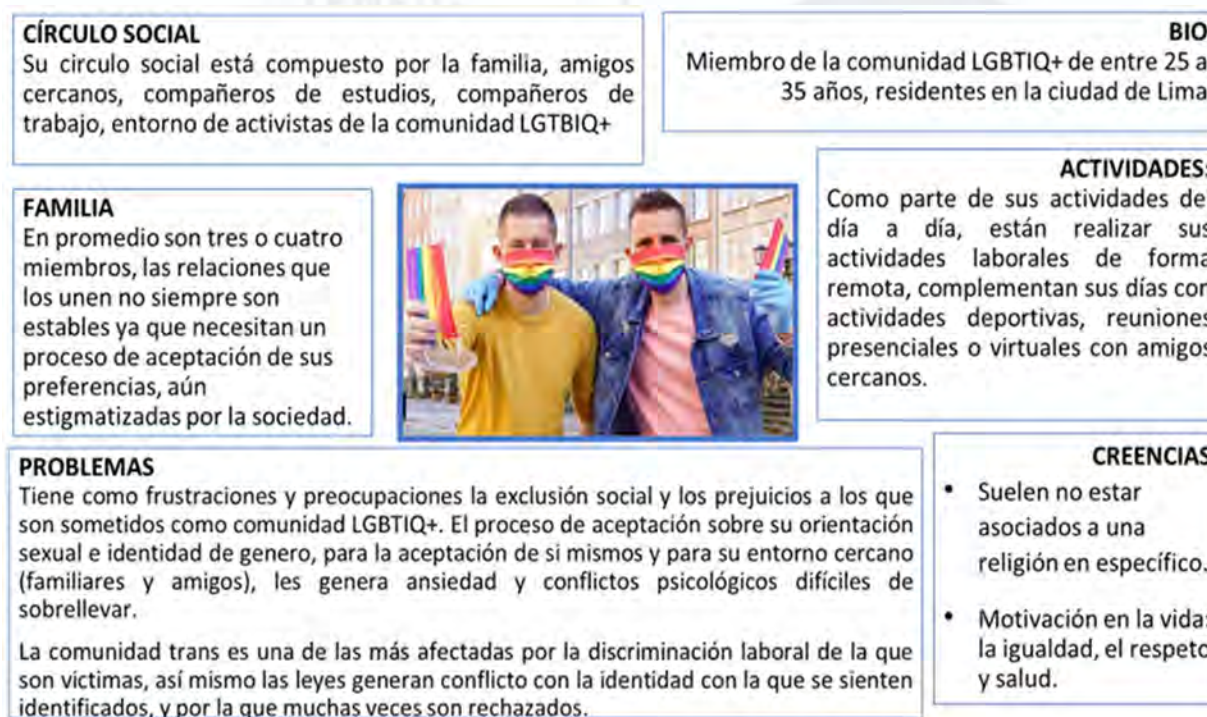 CÍRCULO SOCIAL
Su circulo social está compuesto por la familia, amigos
cercanos, compañeros de estudios, compañeros de
trabajo, entorno de activistas de la comunidad LGTBIQ+
BIO
Miembro de la comunidad LGBTIQ+ de entre 25 a
35 años, residentes en la ciudad de Lima
FAMILIA
En promedio son tres o cuatro
miembros, las relaciones que
los unen no siempre son
estables ya que necesitan un
proceso de aceptación de sus
preferencias, aún
estigmatizadas por la sociedad.
ACTIVIDADES:
Como parte de sus actividades de
día a día, están realizar sus
actividades laborales de forma
remota, complementan sus días con
actividades deportivas, reuniones
presenciales o virtuales con amigos
cercanos.
PROBLEMAS
Tiene como frustraciones y preocupaciones la exclusión social y los prejuicios a los que
son sometidos como comunidad LGBTIQ+. El proceso de aceptación sobre su orientación
sexual e identidad de genero, para la aceptación de si mismos y para su entorno cercano
(familiares y amigos), les genera ansiedad y conflictos psicológicos difíciles de
sobrellevar.
La comunidad trans es una de las más afectadas por la discriminación laboral de la que
son victimas, así mismo las leyes generan conflicto con la identidad con la que se sienten
identificados, y por la que muchas veces son rechazados.
CREENCIAS
• Suelen no estar
asociados a una
religión en específico.
• Motivación en la vida:
la igualdad, el respeto
y salud.